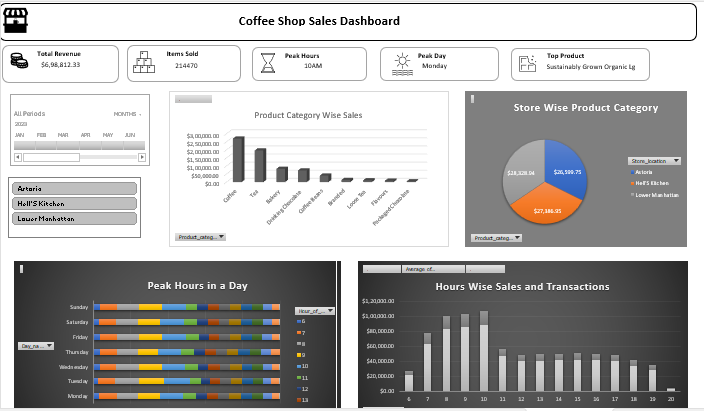 Coffee Shop Sales Dashboard
Total Revenue
$6,98,812.33
Items Sold
214470
Peak Hours
10AM
Peak Day
Monday
Top Product
Sustainably Grown Organic Lg
All Periods
MONTHS
2023
JAN FEB MAR APR MAY JUN
Astoria
Hell'S Kitchen
Lower Manhattan
Product Category Wise Sales
$3,00,000.00
$2,50,000.00
$2,00,000.00
$1,50,000.00
$1,00,000.00
$50,000.00
$0.00
Coffee
Tea
Bakery
Drinking Chocolate
Coffee Beans
Branded
Loose Tea
Flavours
Packaged Chocolate
Product_categ...
Store Wise Product Category
$28,328.94
$26,599.75
$27,386.95
Store_location
Astoria
Hell'S Kitchen
Lower Manhattan
Product_categ...
Peak Hours in a Day
Sunday
Saturday
Friday
Thursday
Wednesday
Tuesday
Monday
Day_na...
Hour_of_...
6
7
8
9
10
11
12
13
Average of...
Hours Wise Sales and Transactions
$1,20,000.00
$1,00,000.00
$80,000.00
$60,000.00
$40,000.00
$20,000.00
$0.00
6 7 8 9 10 11 12 13 14 15 16 17 18 19 20